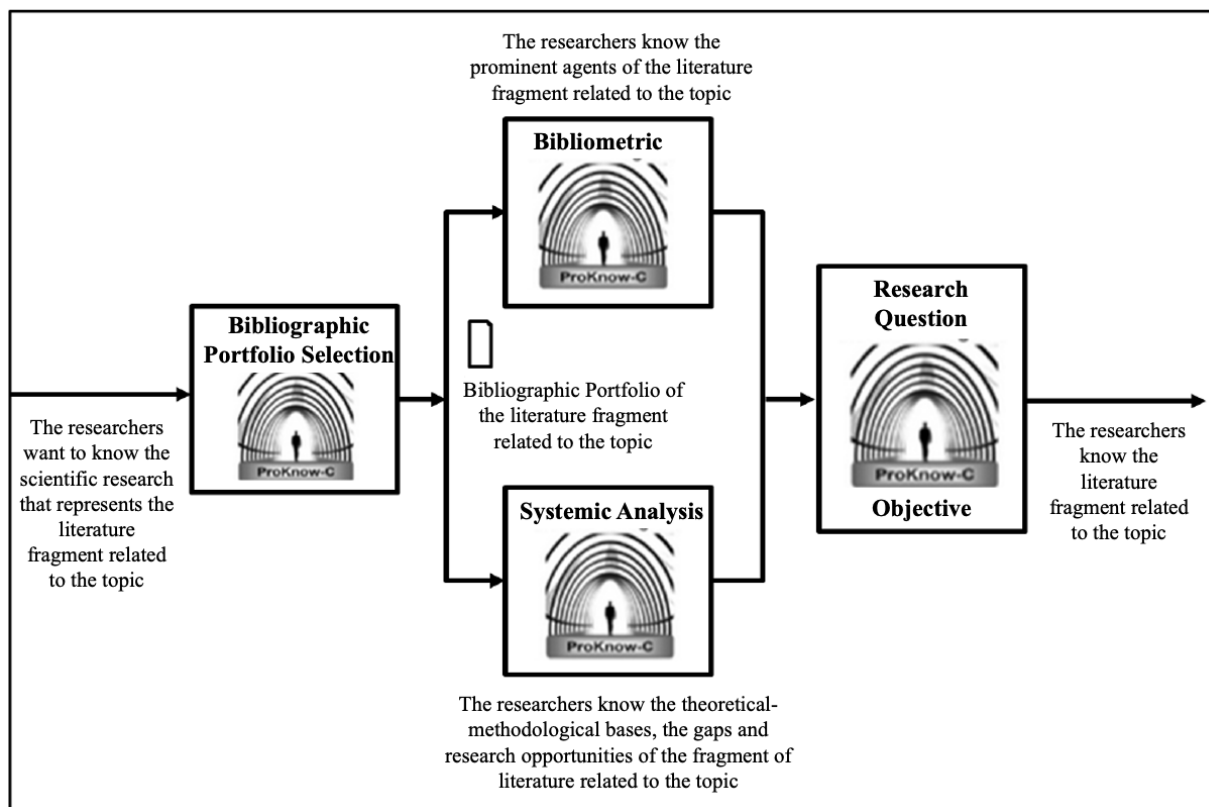 The researchers know the
prominent agents of the literature
fragment related to the topic
Bibliometric
ProKnow-C
Bibliographic
Portfolio Selection
ProKnow-C
The researchers
want to know the
scientific research
that represents the
literature
fragment related
to the topic
Bibliographic Portfolio of
the literature fragment
related to the topic
Systemic Analysis
ProKnow-C
The researchers know the theoretical-
methodological bases, the gaps and
research opportunities of the fragment of
literature related to the topic
Research
Question
ProKnow-C
Objective
The researchers
know the
literature
fragment related
to the topic